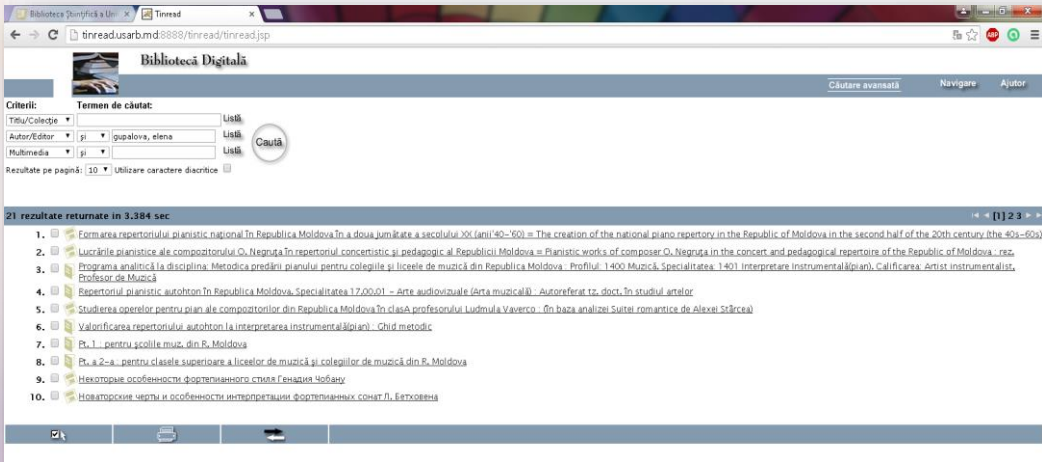 Biblioteca Științifică a Uni
Tinread
tinread.usarb.md:8888/tinread/tinread.jsp
ABP
Bibliotecă Digitală
Căutare avansată Navigare Ajutor
Criterii: Termen de căutat:
Titlu/Colecție Listă
Autor/Editor și gupalova, elena Listă
Caută
Multimedia și Listă
Rezultate pe pagină: 10 Utilizare caractere diacritice
21 rezultate returnate in 3.384 sec [1] 2 3
1. Formarea repertoriului pianistic naţional în Republica Moldova în a doua jumătate a secolului XX (anii'40-'60) = The creation of the national piano repertory in the Republic of Moldova in the second half of the 20th century (the 40s-60s)
2. Lucrările pianistice ale compozitorului O. Negruţa în repertoriul concertistic şi pedagogic al Republicii Moldova = Pianistic works of composer O. Negruţa in the concert and pedagogical repertoire of the Republic of Moldova : rez.
3. Programa analitică la disciplina: Metodica predării pianului pentru colegiile şi liceele de muzică din Republica Moldova : Profilul: 1400 Muzică, Specialitatea: 1401 Interpretare Instrumentală(pian), Calificarea: Artist instrumentalist,
Profesor de Muzică
4. Repertoriul pianistic autohton în Republica Moldova. Specialitatea 17.00.01 – Arte audiovizuale (Arta muzicală) : Autoreferat tz. doct. în studiul artelor
5. Studierea operelor pentru pian ale compozitorilor din Republica Moldova în clasA profesorului Ludmula Vaverco : (în baza analizei Suitei romantice de Alexei Stârcea)
6. Valorificarea repertoriului autohton la interpretarea instrumentală(pian) : Ghid metodic
7. Pt. 1 : pentru şcolile muz. din R. Moldova
8. Pt. a 2-a : pentru clasele superioare a liceelor de muzică şi colegiilor de muzică din R. Moldova
9. Некоторые особенности фортепианного стиля Генадия Чобану
10. Новаторские черты и особенности интерпретации фортепианных сонат Л. Бетховена